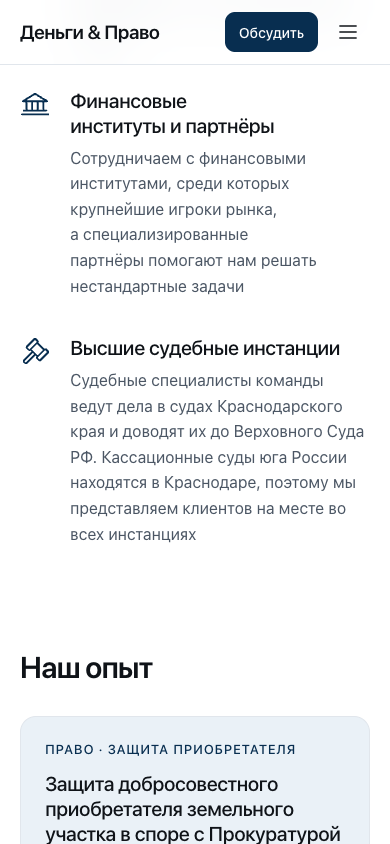 Деньги & Право
Обсудить
Финансовые
институты и партнёры
Сотрудничаем с финансовыми
институтами, среди которых
крупнейшие игроки рынка,
а специализированные
партнёры помогают нам решать
нестандартные задачи
Высшие судебные инстанции
Судебные специалисты команды
ведут дела в судах Краснодарского
края и доводят их до Верховного Суда
РФ. Кассационные суды юга России
находятся в Краснодаре, поэтому мы
представляем клиентов на месте во
всех инстанциях
Наш опыт
ПРАВО · ЗАЩИТА ПРИОБРЕТАТЕЛЯ
Защита добросовестного
приобретателя земельного
участка в споре с Прокуратурой